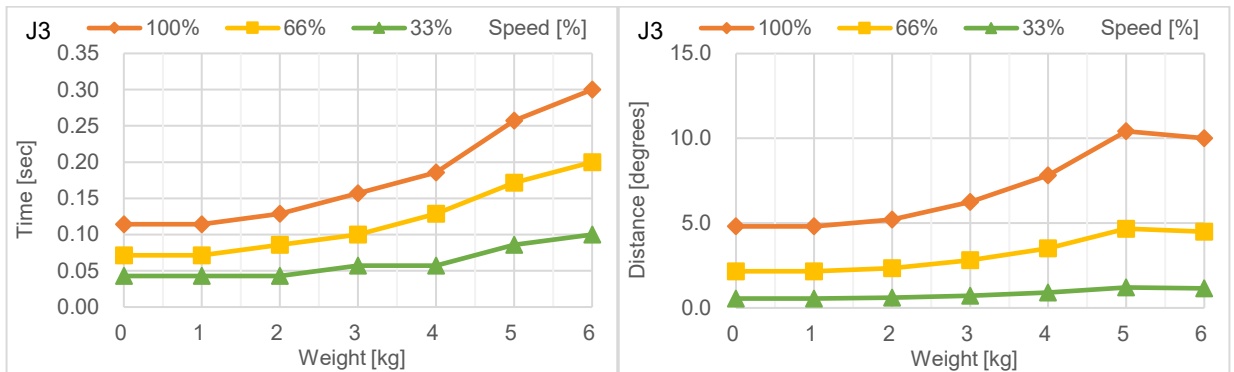 J3 100% 66% 33% Speed [%]
0.35
0.30
0.25
0.20
0.15
0.10
0.05
0.00
Time [sec]
0 1 2 3 4 5 6
Weight [kg]
J3 100% 66% 33% Speed [%]
15.0
10.0
5.0
0.0
Distance [degrees]
0 1 2 3 4 5 6
Weight [kg]